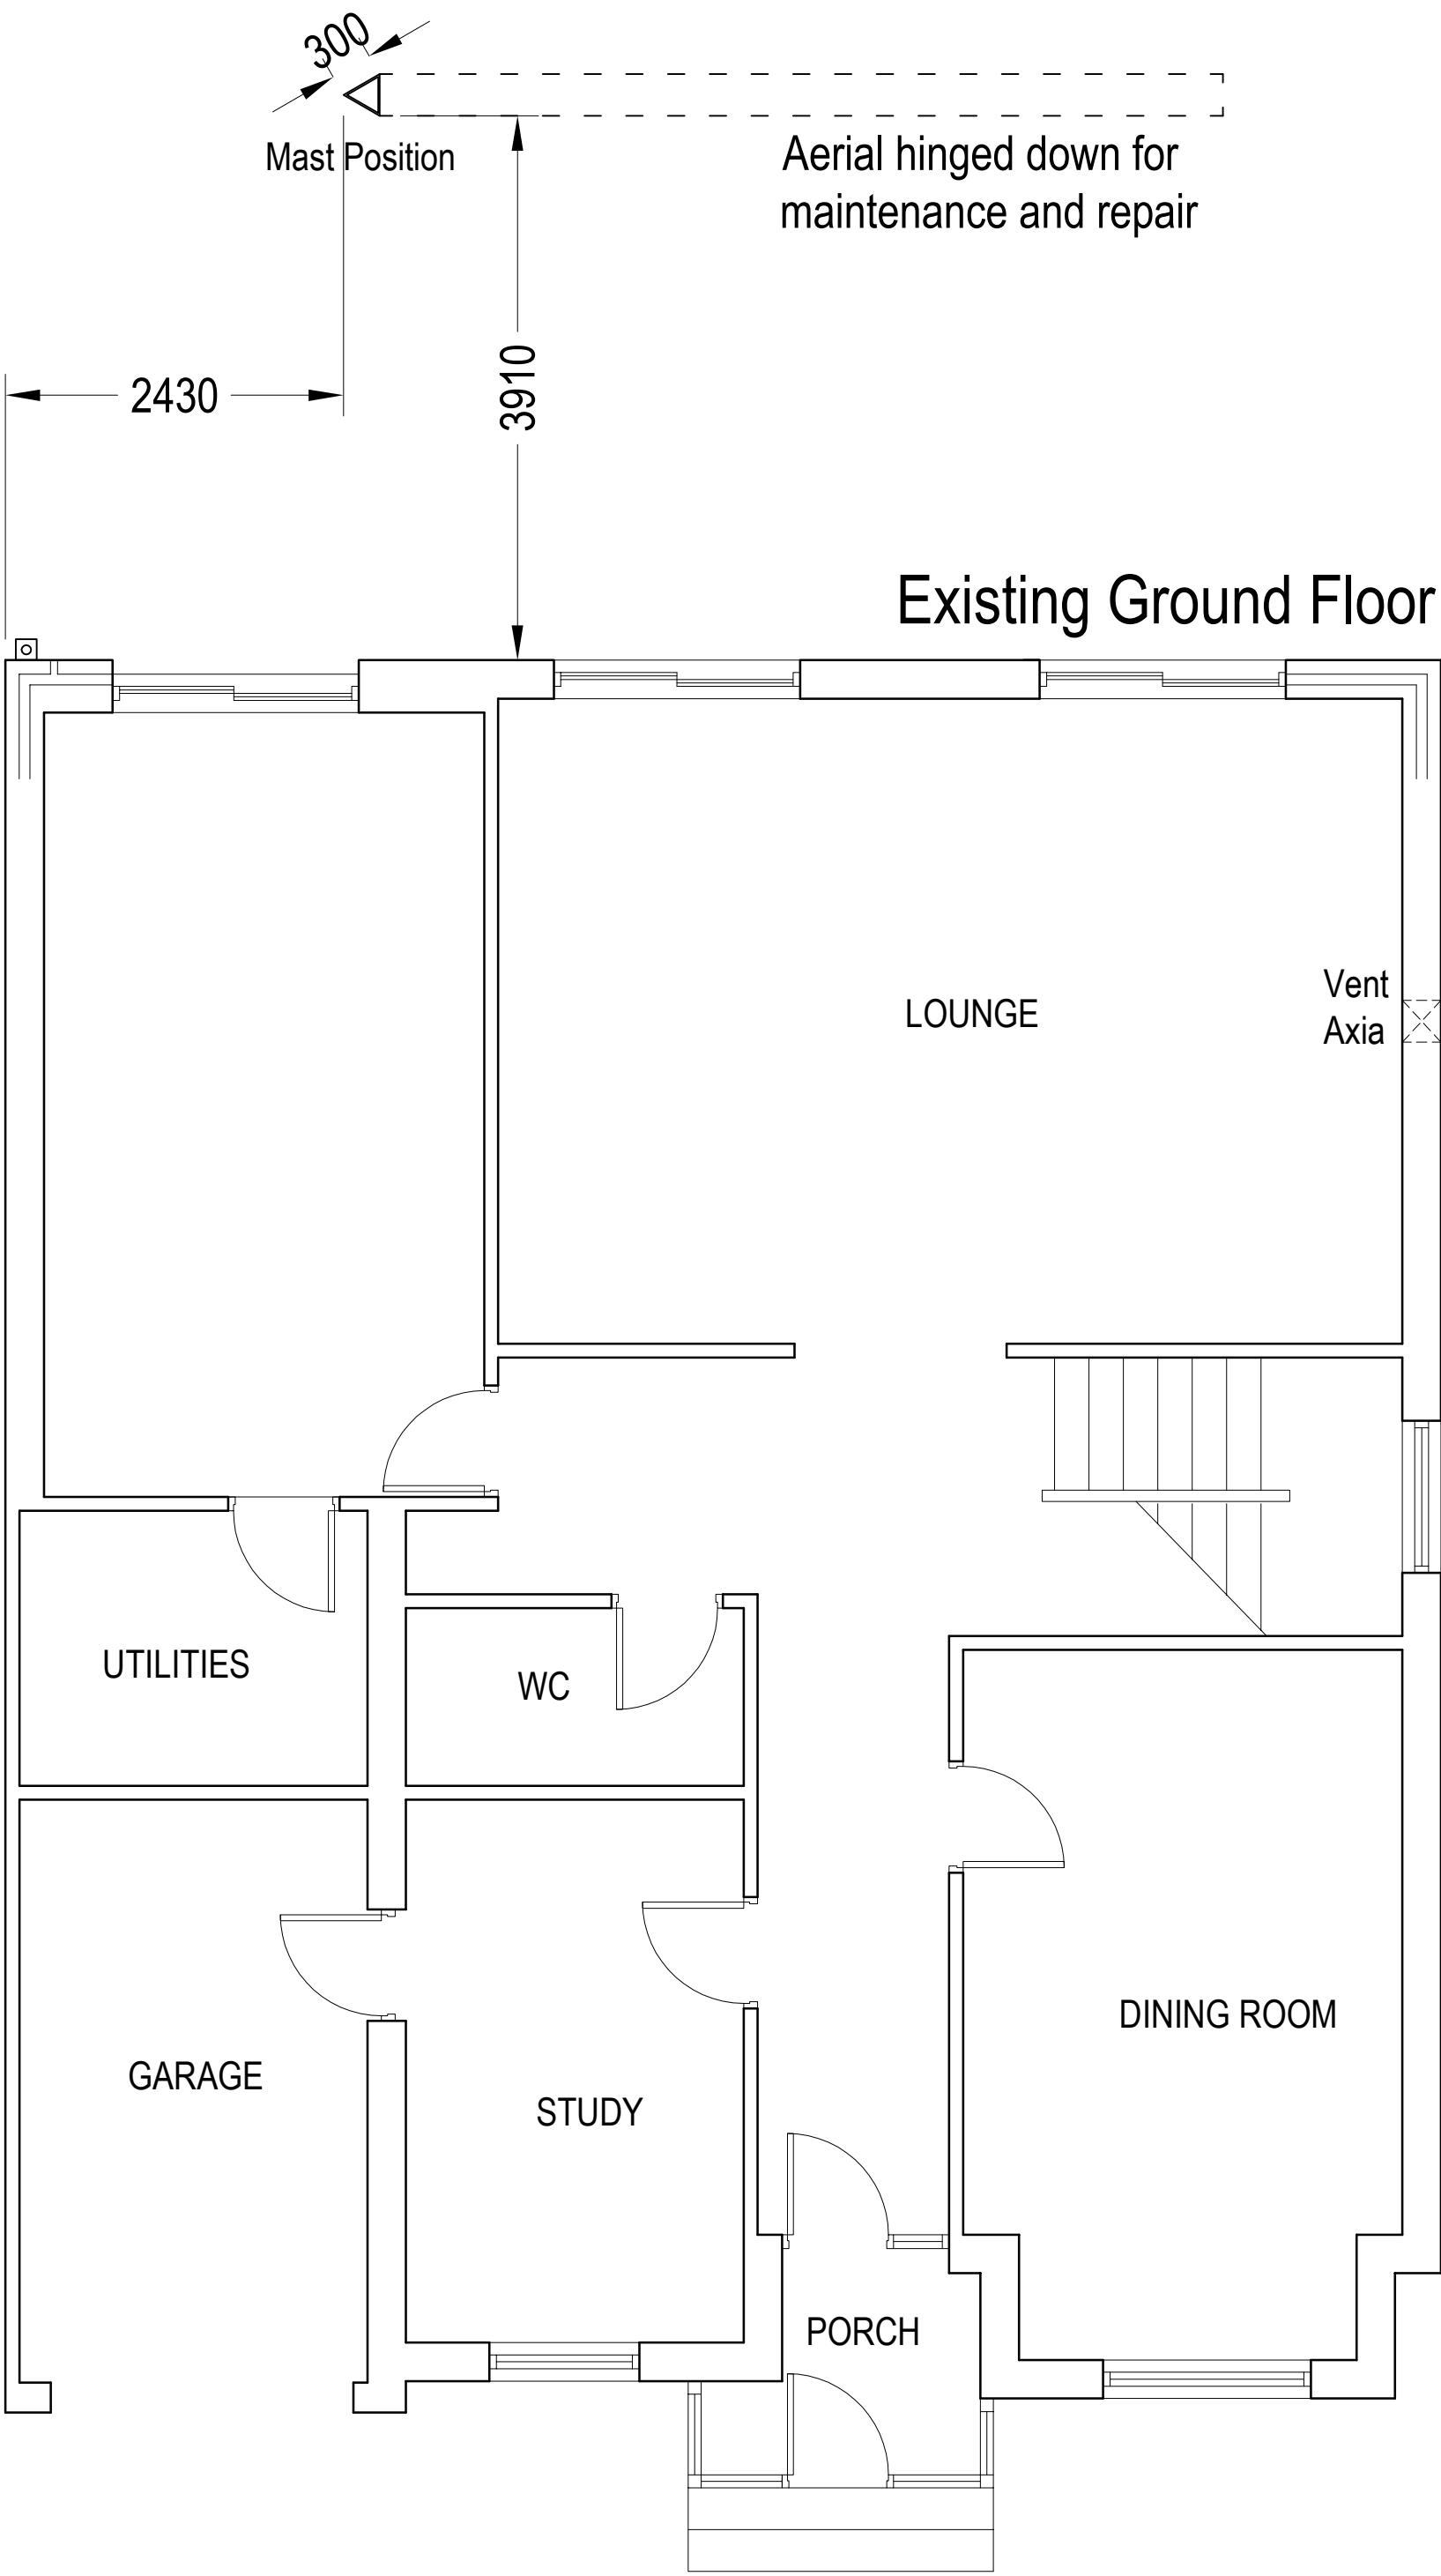 300
Mast Position
Aerial hinged down for
maintenance and repair
2430
3910
Existing Ground Floor
LOUNGE
Vent
Axia
UTILITIES
WC
DINING ROOM
GARAGE
STUDY
PORCH